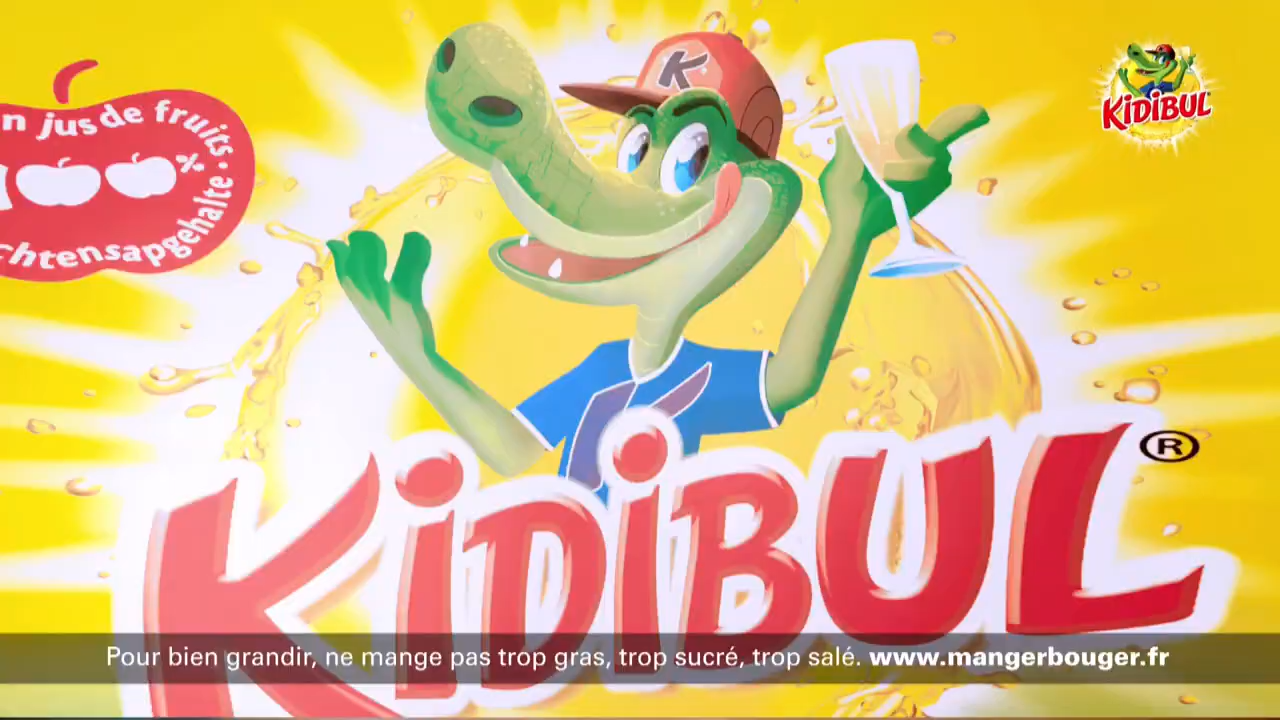 n jus de fruits •
%
chtensapgehalte •
K
KiDiBUL
KiDiBUL ®
Pour bien grandir, ne mange pas trop gras, trop sucré, trop salé. www.mangerbouger.fr